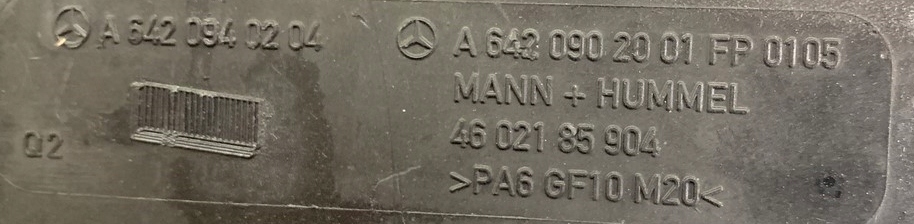 A 642 094 02 04
Q2
A 642 090 20 01 FP 0105
MANN + HUMMEL
46 021 85 904
>PA6 GF10 M20<